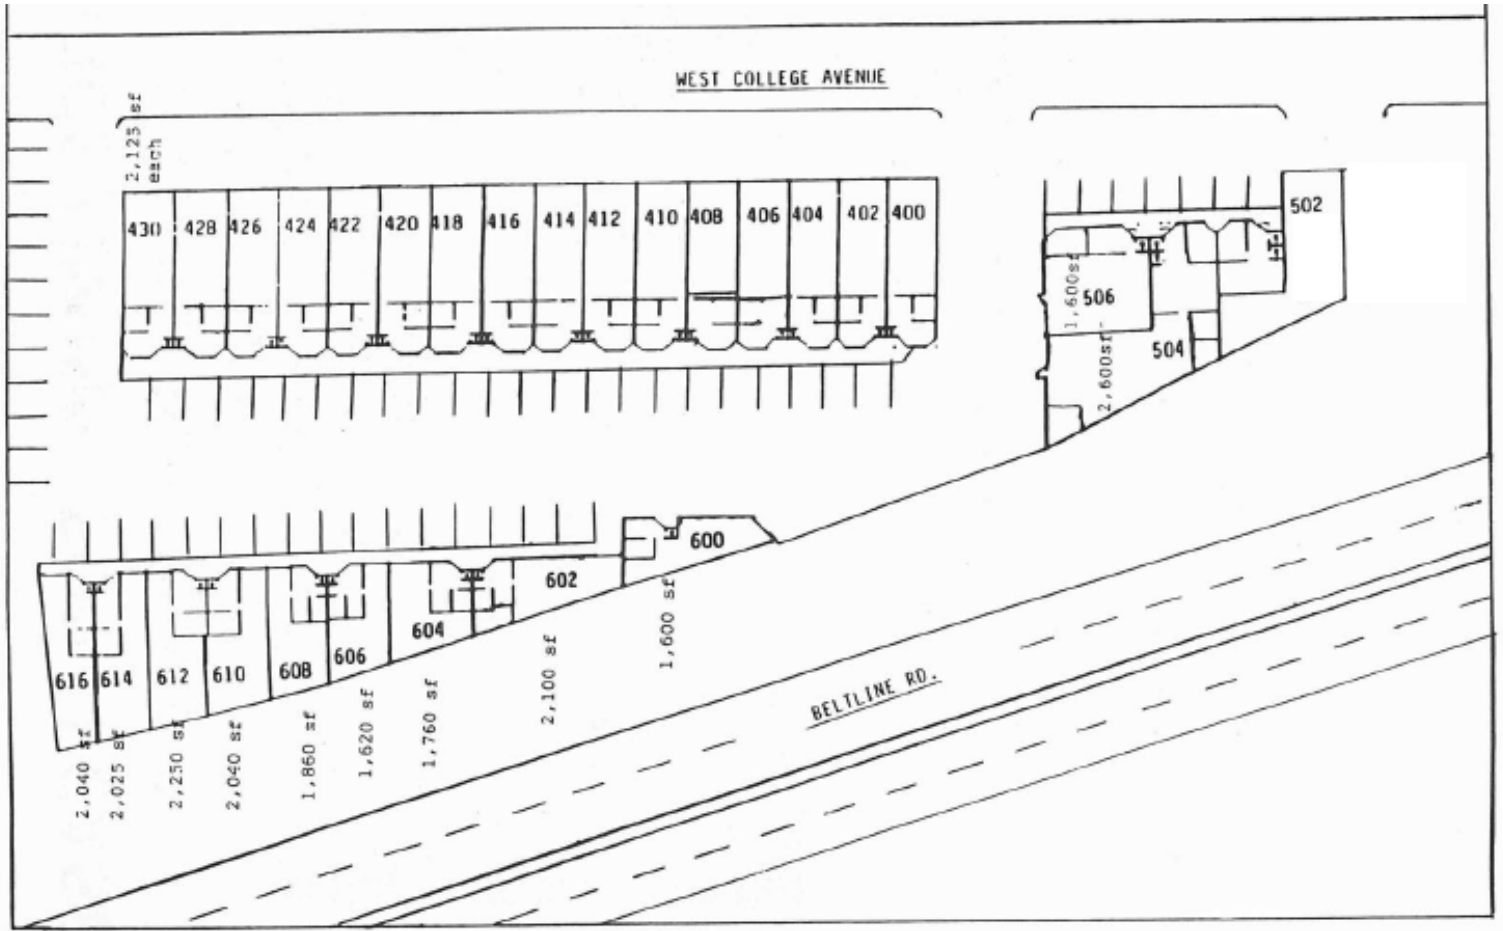 WEST COLLEGE AVENUE
2,125 sf
each
430 428 426 424 422 420 418 416 414 412 410 408 406 404 402 400
502
1,600sf
506
504
2,600sf
600
602
604
616 614 612 610 608 606
1,600 sf
2,100 sf
1,760 sf
1,620 sf
1,860 sf
2,040 sf
2,250 sf
2,025 sf
2,040 sf
BELTLINE RD.